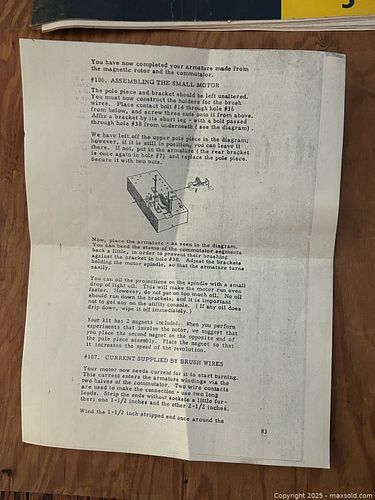 5
You have now completed your armature made from
the magnetic rotor and the commutator.
#106. ASSEMBLING THE SMALL MOTOR
The pole piece and bracket should be left unaltered.
You must now construct the holders for the brush
wires. Place contact bolt #14 through hole #36
from below, and screw three nuts onto it from above.
Affix a bracket by its short leg - with a bolt passed
through hole #38 from underneath (see the diagram).
We have left off the upper pole piece in the diagram;
however, if it is still in position, you can leave it
there. If not, put in the armature (the rear bracket
is once again in hole #7) and replace the pole piece.
Secure it with two nuts.
Now, place the armature - as seen in the diagram.
You can bend the stems of the commutator segments
back a little, in order to prevent their brushing
against the bracket in hole #38. Adjust the brackets
holding the motor spindle, so that the armature turns
easily.
You can oil the projections on the spindle with a small
drop of light oil. This will make the motor run even
faster. However, do not put on too much oil. No oil
should run down the brackets, and it is important
not to get any on the utility console. (If any oil does
drip down, wipe it off immediately.)
Your kit has 2 magnets included. When you perform
experiments that involve the rotor, we suggest that
you place the second magnet on the opposite end of
the pole piece assembly. Place the magnet so that
it increases the speed of the revolution.
#107. CURRENT SUPPLIED BY BRUSH WIRES
Your motor now needs current for it to start turning.
This current enters the armature windings via the
two halves of the commutator. Two wire contacts
are used to make the connection - use two long
leads. Strip the ends without sockets a little fur-
ther; one 1-1/2 inches and the other 2-1/2 inches.
Wind the 1-1/2 inch stripped end once around the
83
Copyright © 2025 - maxsold.com